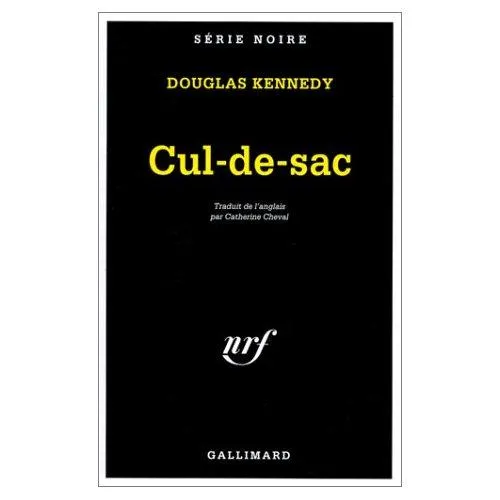 SÉRIE NOIRE
DOUGLAS KENNEDY
Cul-de-sac
Traduit de l'anglais
par Catherine Cheval
nrf
GALLIMARD